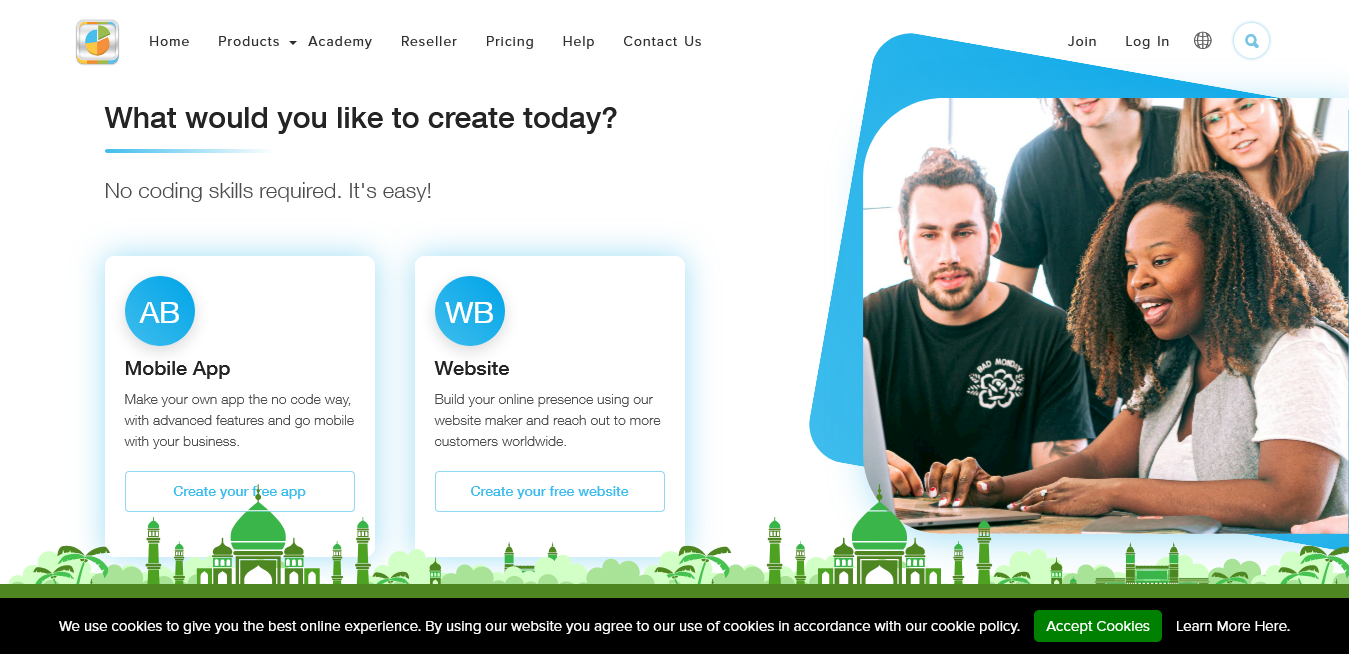 Home Products Academy Reseller Pricing Help Contact Us Join Log In
What would you like to create today?
No coding skills required. It's easy!
AB
Mobile App
Make your own app the no code way,
with advanced features and go mobile
with your business.
Create your free app
WB
Website
Build your online presence using our
website maker and reach out to more
customers worldwide.
Create your free website
BAD MONDAY
We use cookies to give you the best online experience. By using our website you agree to our use of cookies in accordance with our cookie policy. Accept Cookies Learn More Here.